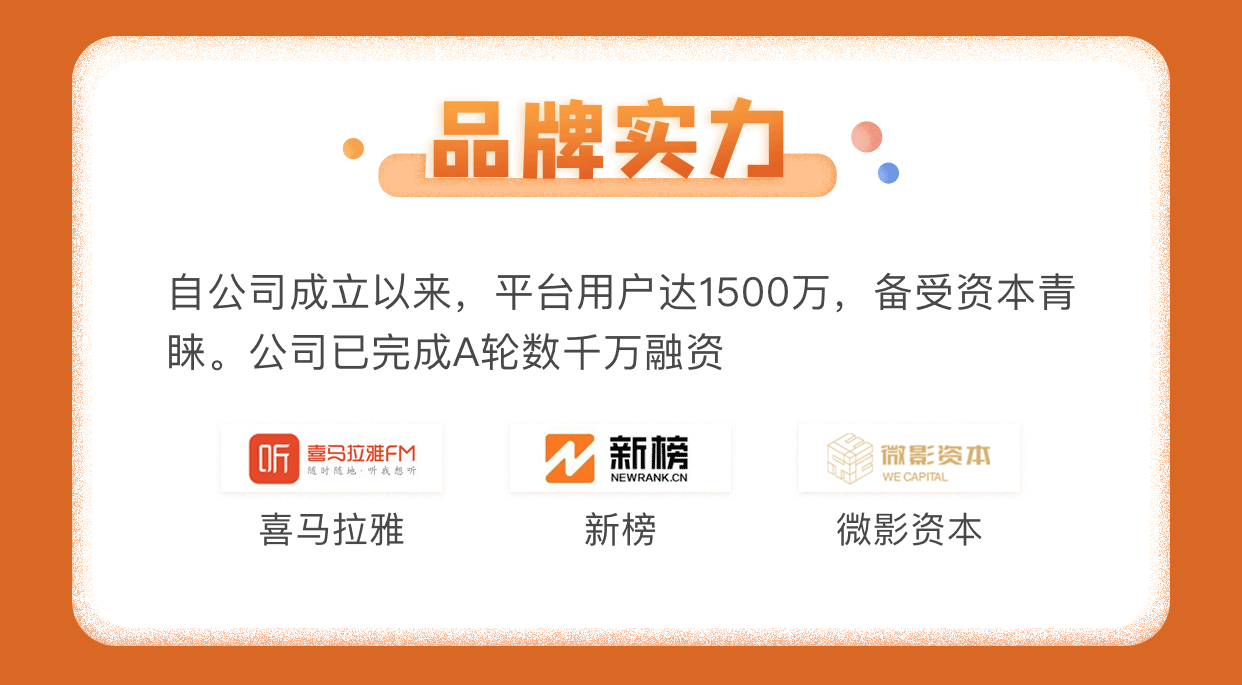 品牌实力
自公司成立以来，平台用户达1500万，备受资本青
睐。公司已完成A轮数千万融资
听 喜马拉雅FM
随时随地·听我想听
新榜
NEWRANK.CN
微影资本
WE CAPITAL
喜马拉雅 新榜 微影资本